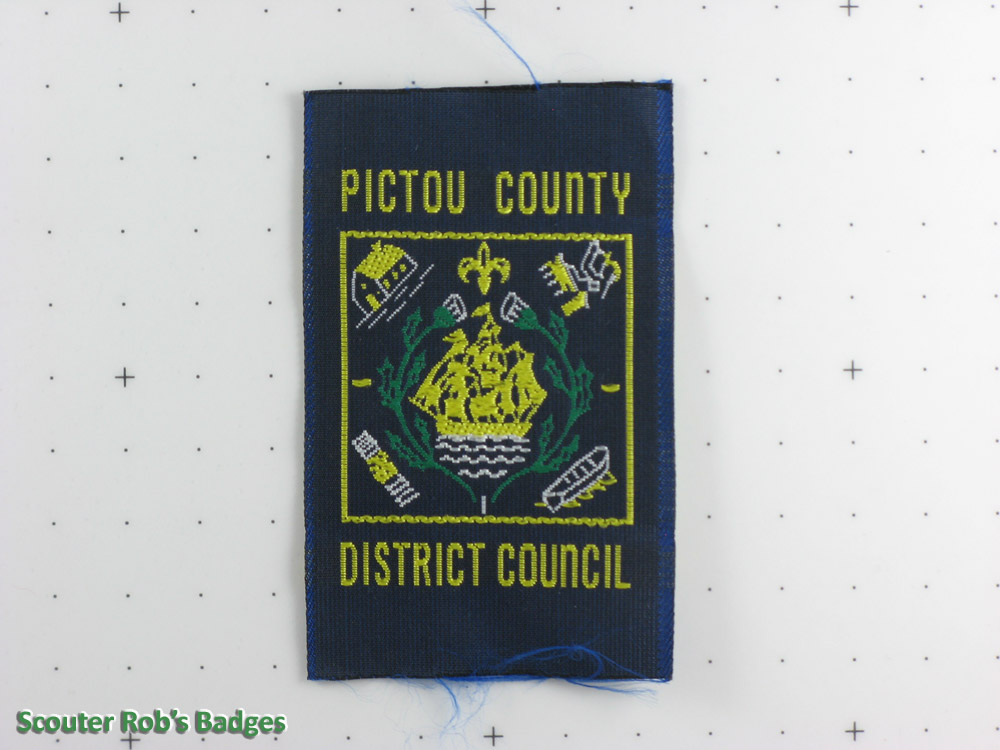 PICTOU COUNTY
DISTRICT COUNCIL
Scouter Rob's Badges